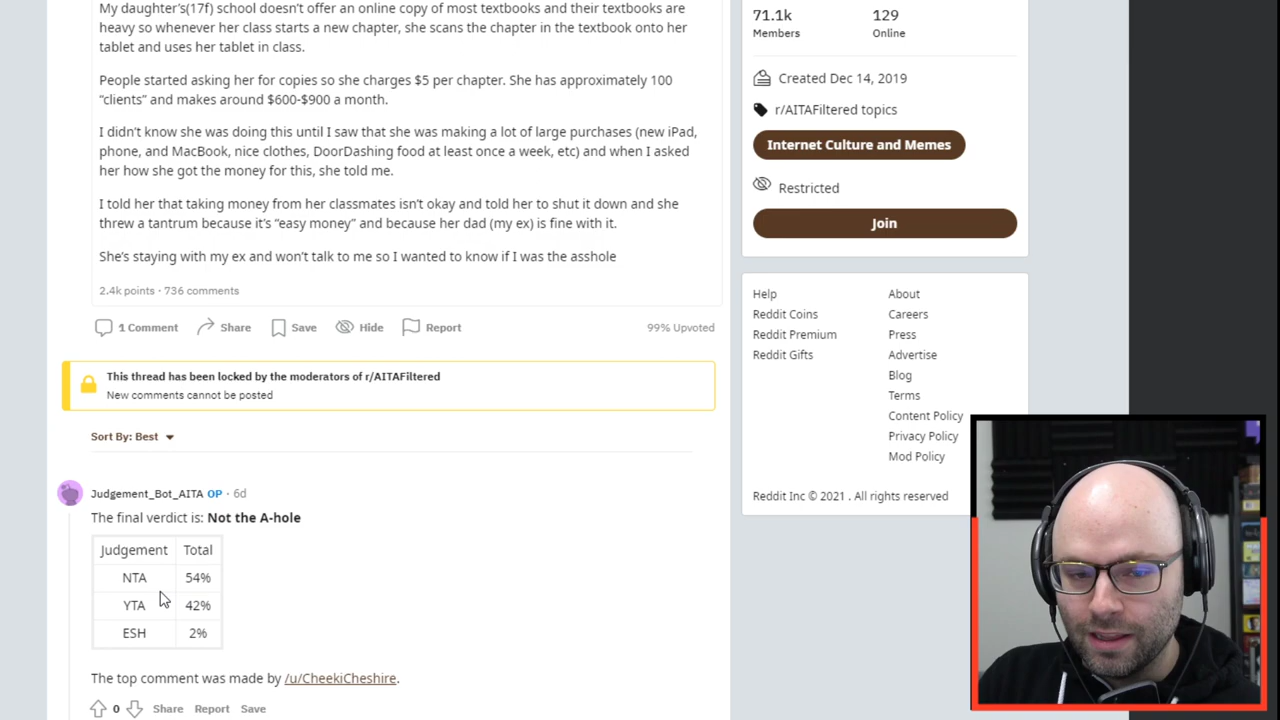 My daughter's(17f) school doesn't offer an online copy of most textbooks and their textbooks are
heavy so whenever her class starts a new chapter, she scans the chapter in the textbook onto her
tablet and uses her tablet in class.
People started asking her for copies so she charges $5 per chapter. She has approximately 100
“clients” and makes around $600-$900 a month.
I didn't know she was doing this until I saw that she was making a lot of large purchases (new iPad,
phone, and MacBook, nice clothes, DoorDashing food at least once a week, etc) and when I asked
her how she got the money for this, she told me.
I told her that taking money from her classmates isn't okay and told her to shut it down and she
threw a tantrum because it's “easy money” and because her dad (my ex) is fine with it.
She's staying with my ex and won't talk to me so I wanted to know if I was the asshole
2.4k points · 736 comments
1 Comment Share Save Hide Report 99% Upvoted
This thread has been locked by the moderators of r/AITAFiltered
New comments cannot be posted
Sort By: Best
Judgement_Bot_AITA OP · 6d
The final verdict is: Not the A-hole
Judgement Total
NTA 54%
YTA 42%
ESH 2%
The top comment was made by /u/CheekiCheshire.
0 Share Report Save
71.1k 129
Members Online
Created Dec 14, 2019
r/AITAFiltered topics
Internet Culture and Memes
Restricted
Join
Help About
Reddit Coins Careers
Reddit Premium Press
Reddit Gifts Advertise
Blog
Terms
Content Policy
Privacy Policy
Mod Policy
Reddit Inc © 2021 . All rights reserved